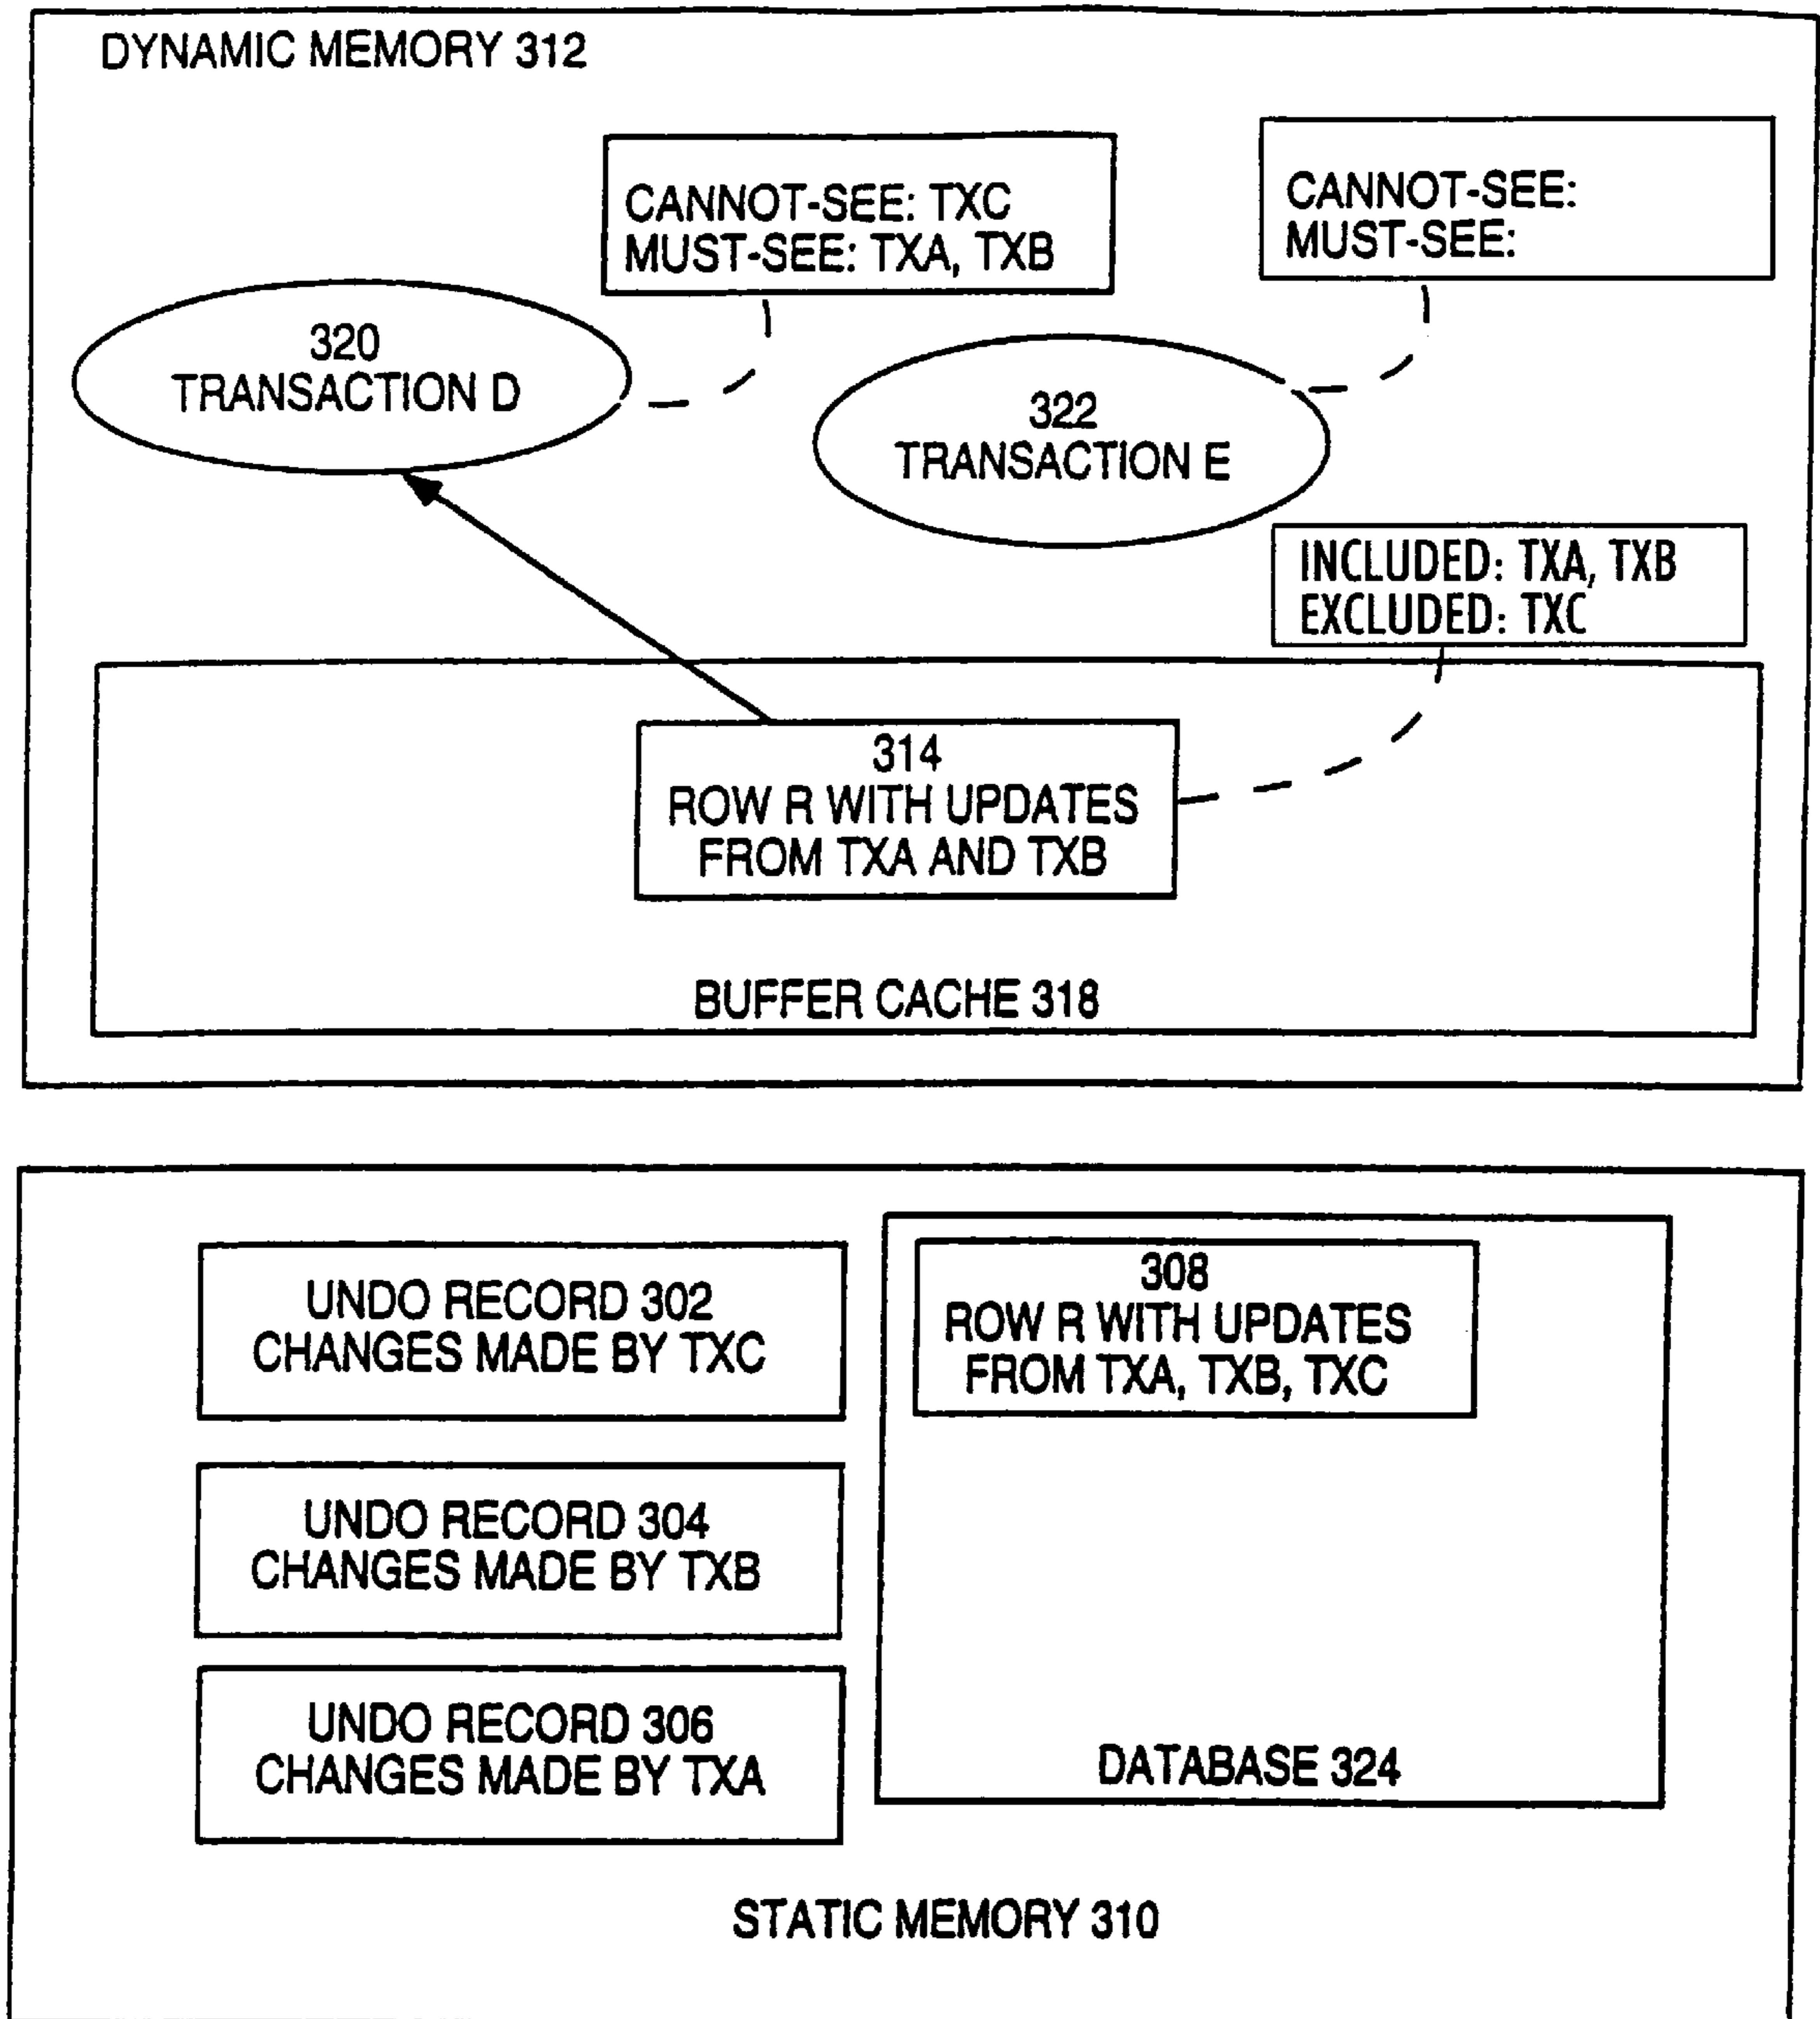 DYNAMIC MEMORY 312
CANNOT-SEE: TXC
MUST-SEE: TXA, TXB
CANNOT-SEE:
MUST-SEE:
320
TRANSACTION D
322
TRANSACTION E
INCLUDED: TXA, TXB
EXCLUDED: TXC
314
ROW R WITH UPDATES
FROM TXA AND TXB
BUFFER CACHE 318
UNDO RECORD 302
CHANGES MADE BY TXC
308
ROW R WITH UPDATES
FROM TXA, TXB, TXC
UNDO RECORD 304
CHANGES MADE BY TXB
UNDO RECORD 306
CHANGES MADE BY TXA
DATABASE 324
STATIC MEMORY 310